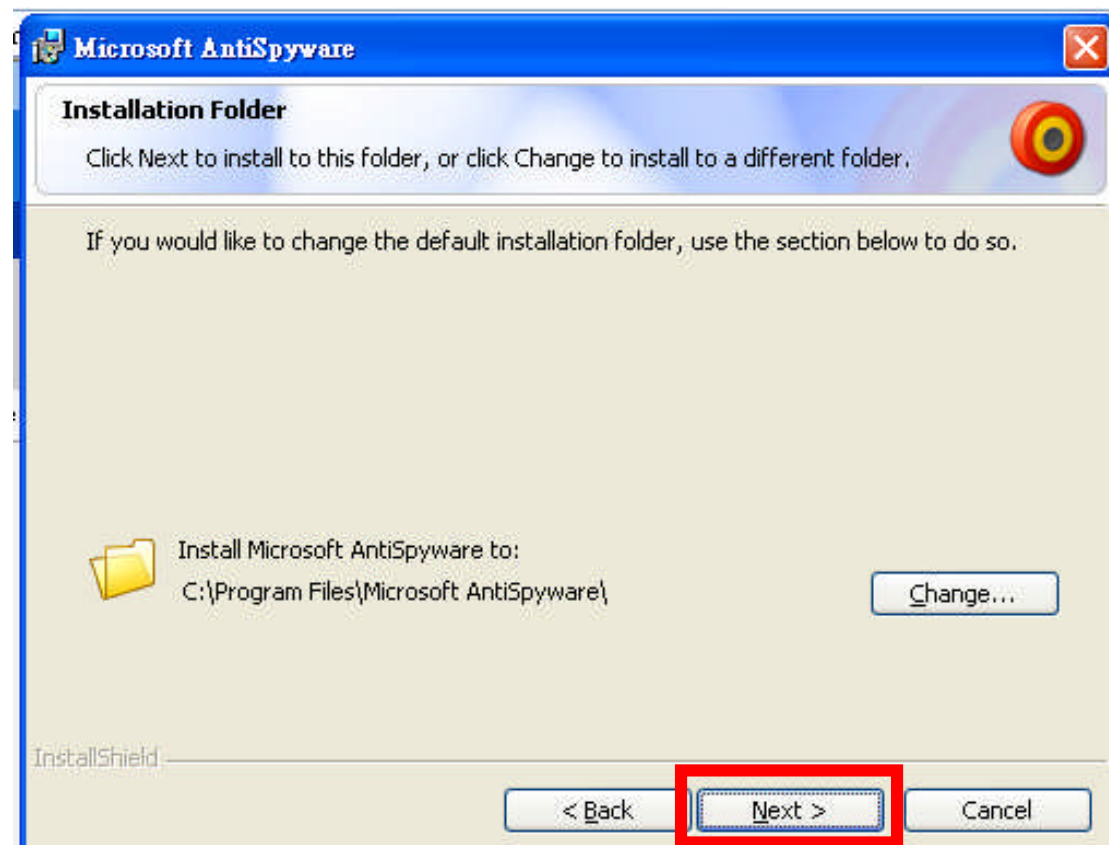 Microsoft AntiSpyware
Installation Folder
Click Next to install to this folder, or click Change to install to a different folder.
If you would like to change the default installation folder, use the section below to do so.
Install Microsoft AntiSpyware to:
C:\Program Files\Microsoft AntiSpyware\
Change...
InstallShield
< Back
Next >
Cancel